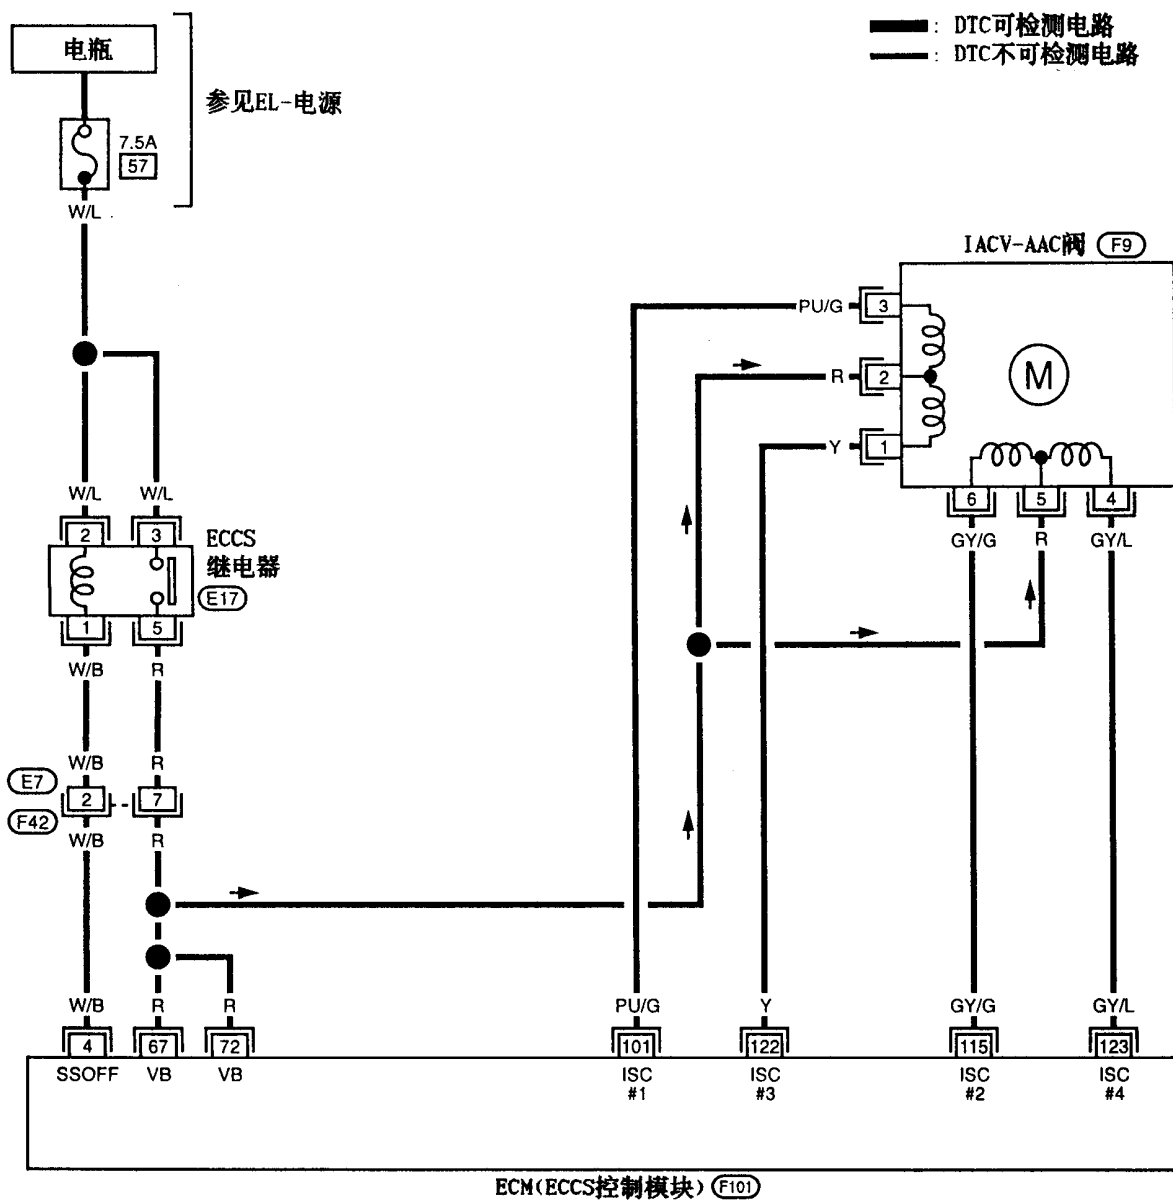 DTC可检测电路
DTC不可检测电路
电瓶
参见EL-电源
7.5A
57
W/L
IACV-AAC阀 F9
PU/G 3
R 2
M
Y 1
6 5 4
GY/G R GY/L
W/L W/L
2 3
ECCS
继电器
E17
1 5
W/B R
W/B R
E7
2 7
F42
W/B R
W/B R R PU/G Y GY/G GY/L
4 67 72 101 122 115 123
SSOFF VB VB ISC ISC ISC ISC
#1 #3 #2 #4
ECM(ECCS控制模块) F101